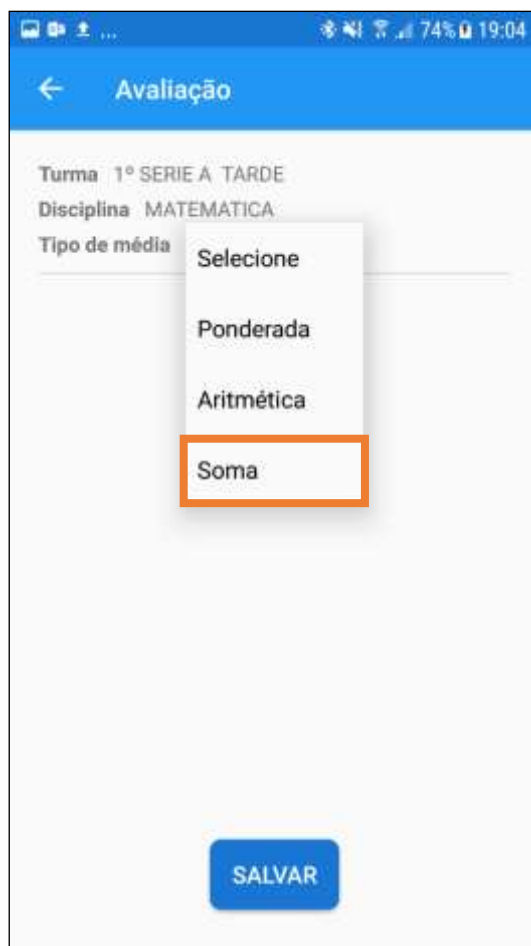 ... 74% 19:04
Avaliação
Turma 1º SERIE A TARDE
Disciplina MATEMATICA
Tipo de média
Selecione
Ponderada
Aritmética
Soma
SALVAR